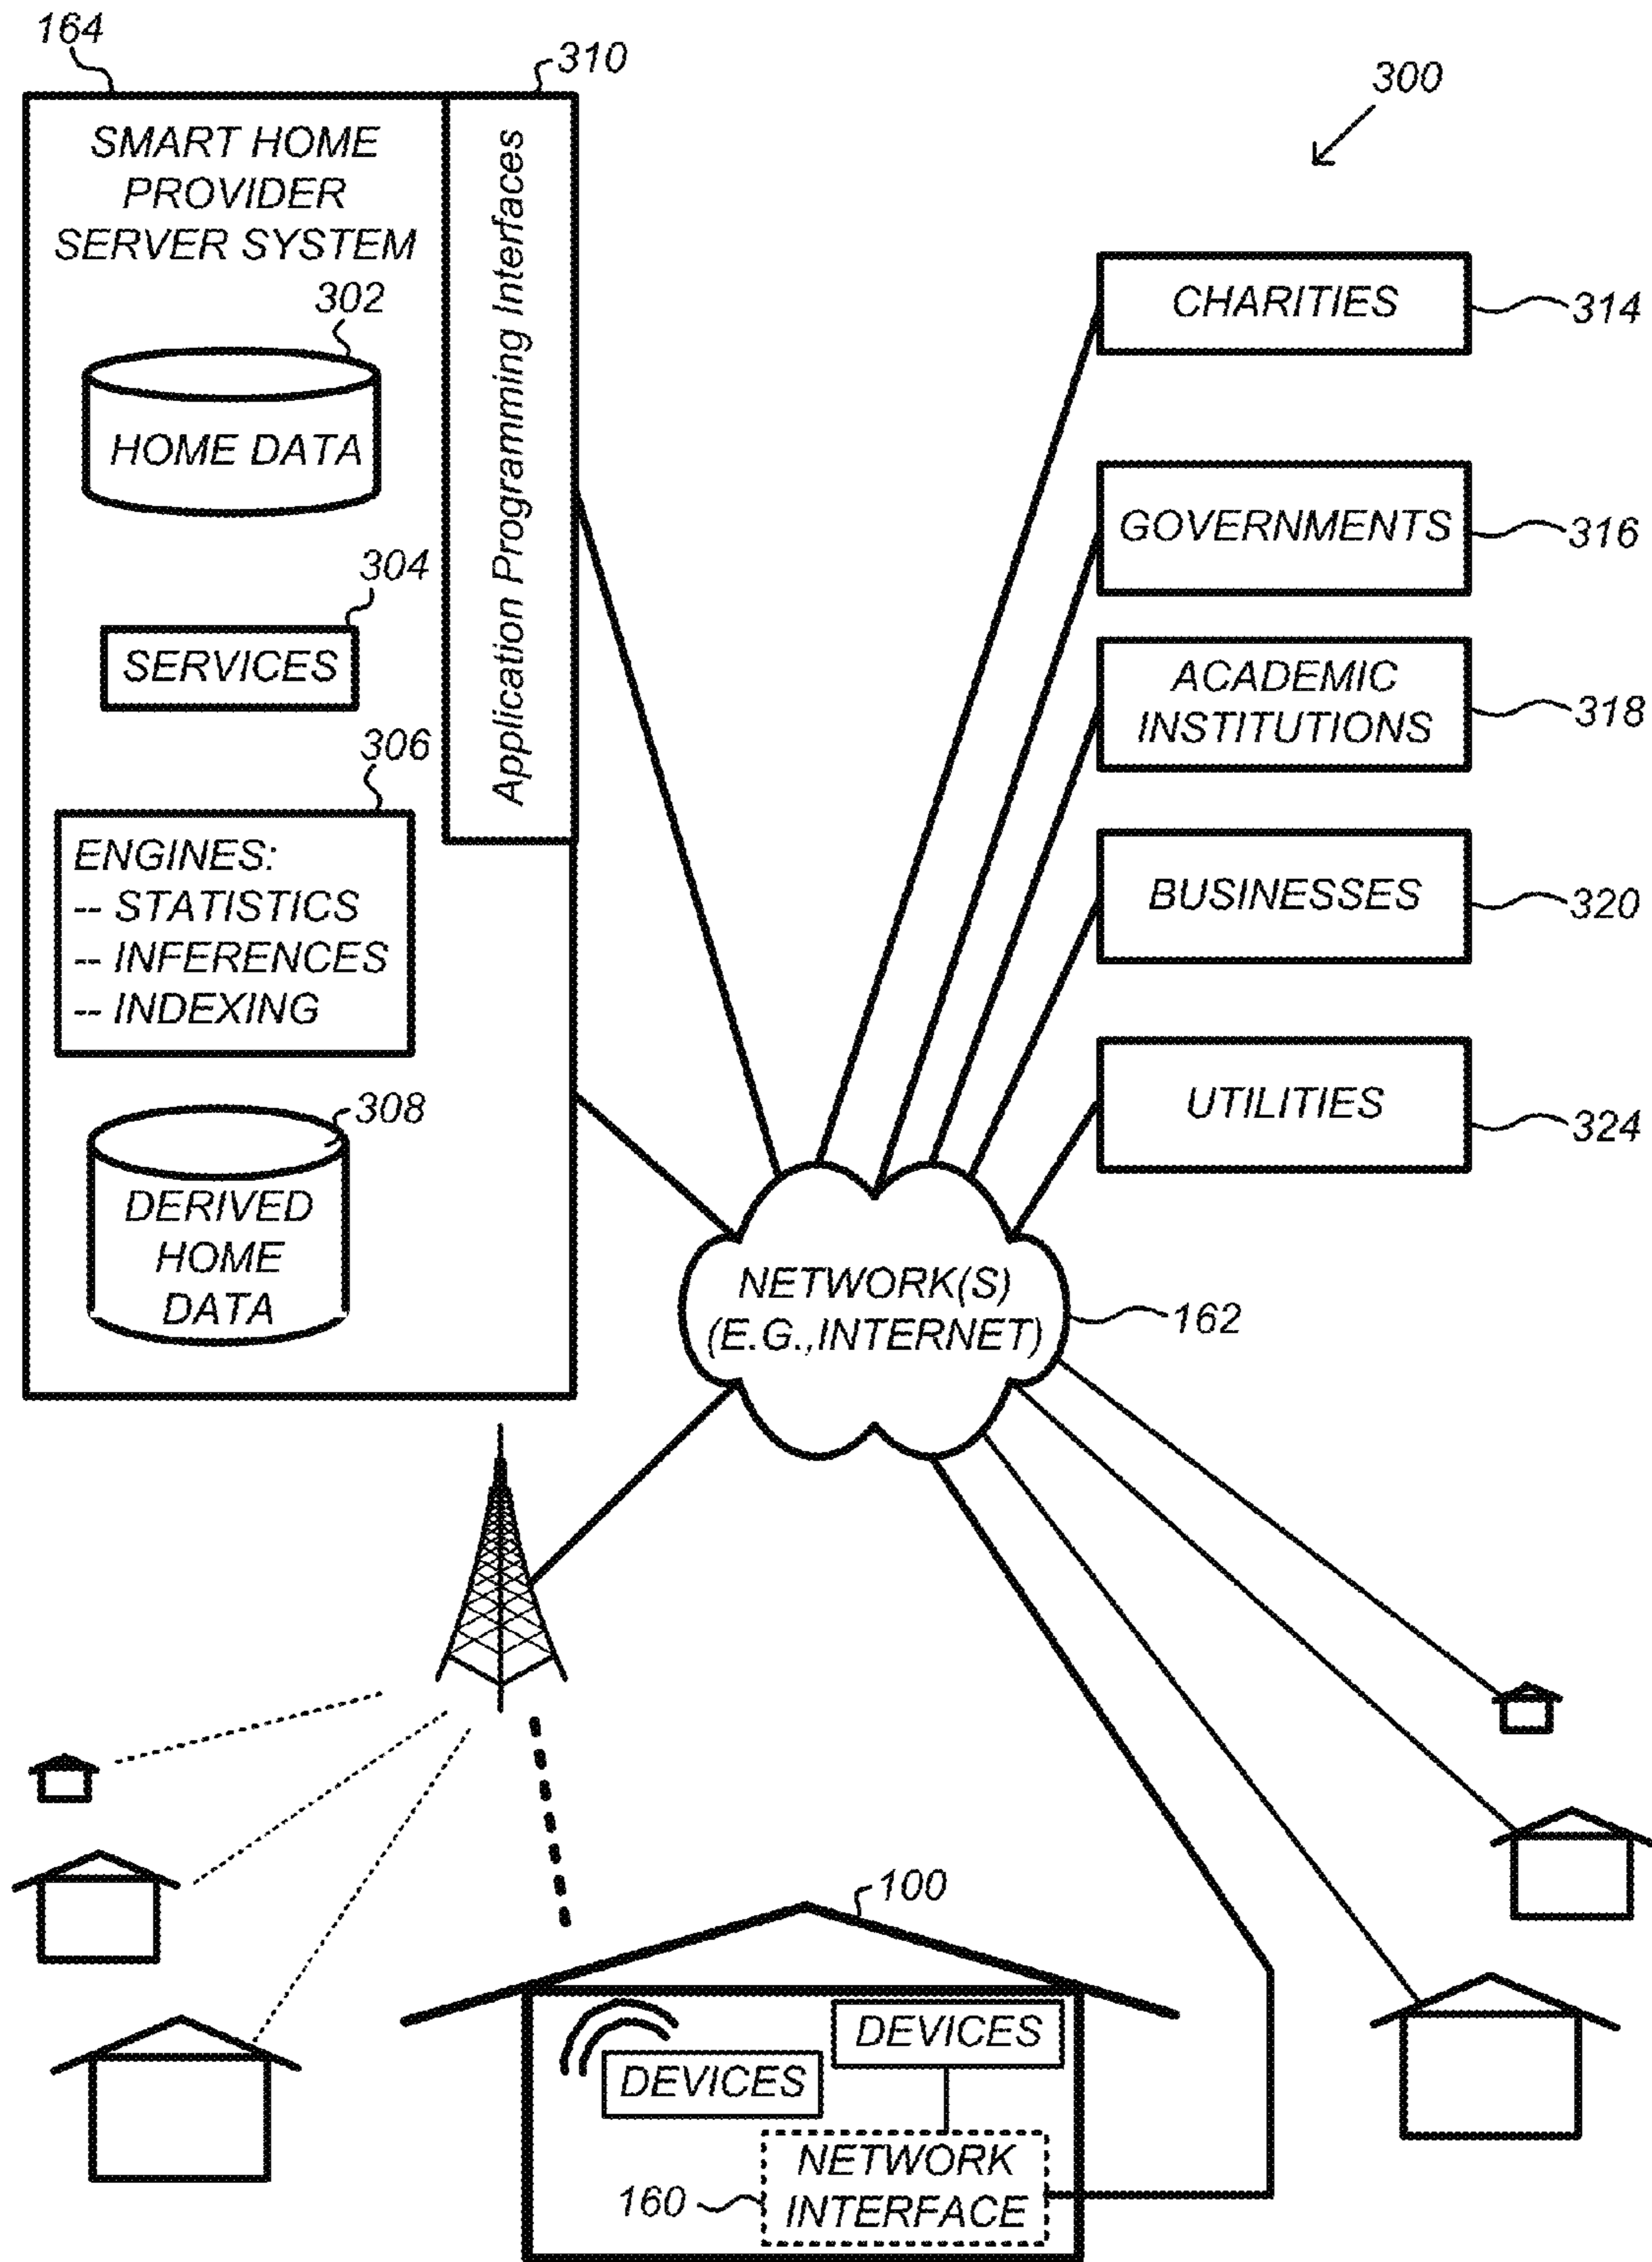 164
310
300
SMART HOME
PROVIDER
SERVER SYSTEM
Application Programming Interfaces
302
HOME DATA
304
SERVICES
306
ENGINES:
-- STATISTICS
-- INFERENCES
-- INDEXING
308
DERIVED
HOME
DATA
CHARITIES
314
GOVERNMENTS
316
ACADEMIC
INSTITUTIONS
318
BUSINESSES
320
UTILITIES
324
NETWORK(S)
(E.G.,INTERNET)
162
100
DEVICES
DEVICES
NETWORK
INTERFACE
160